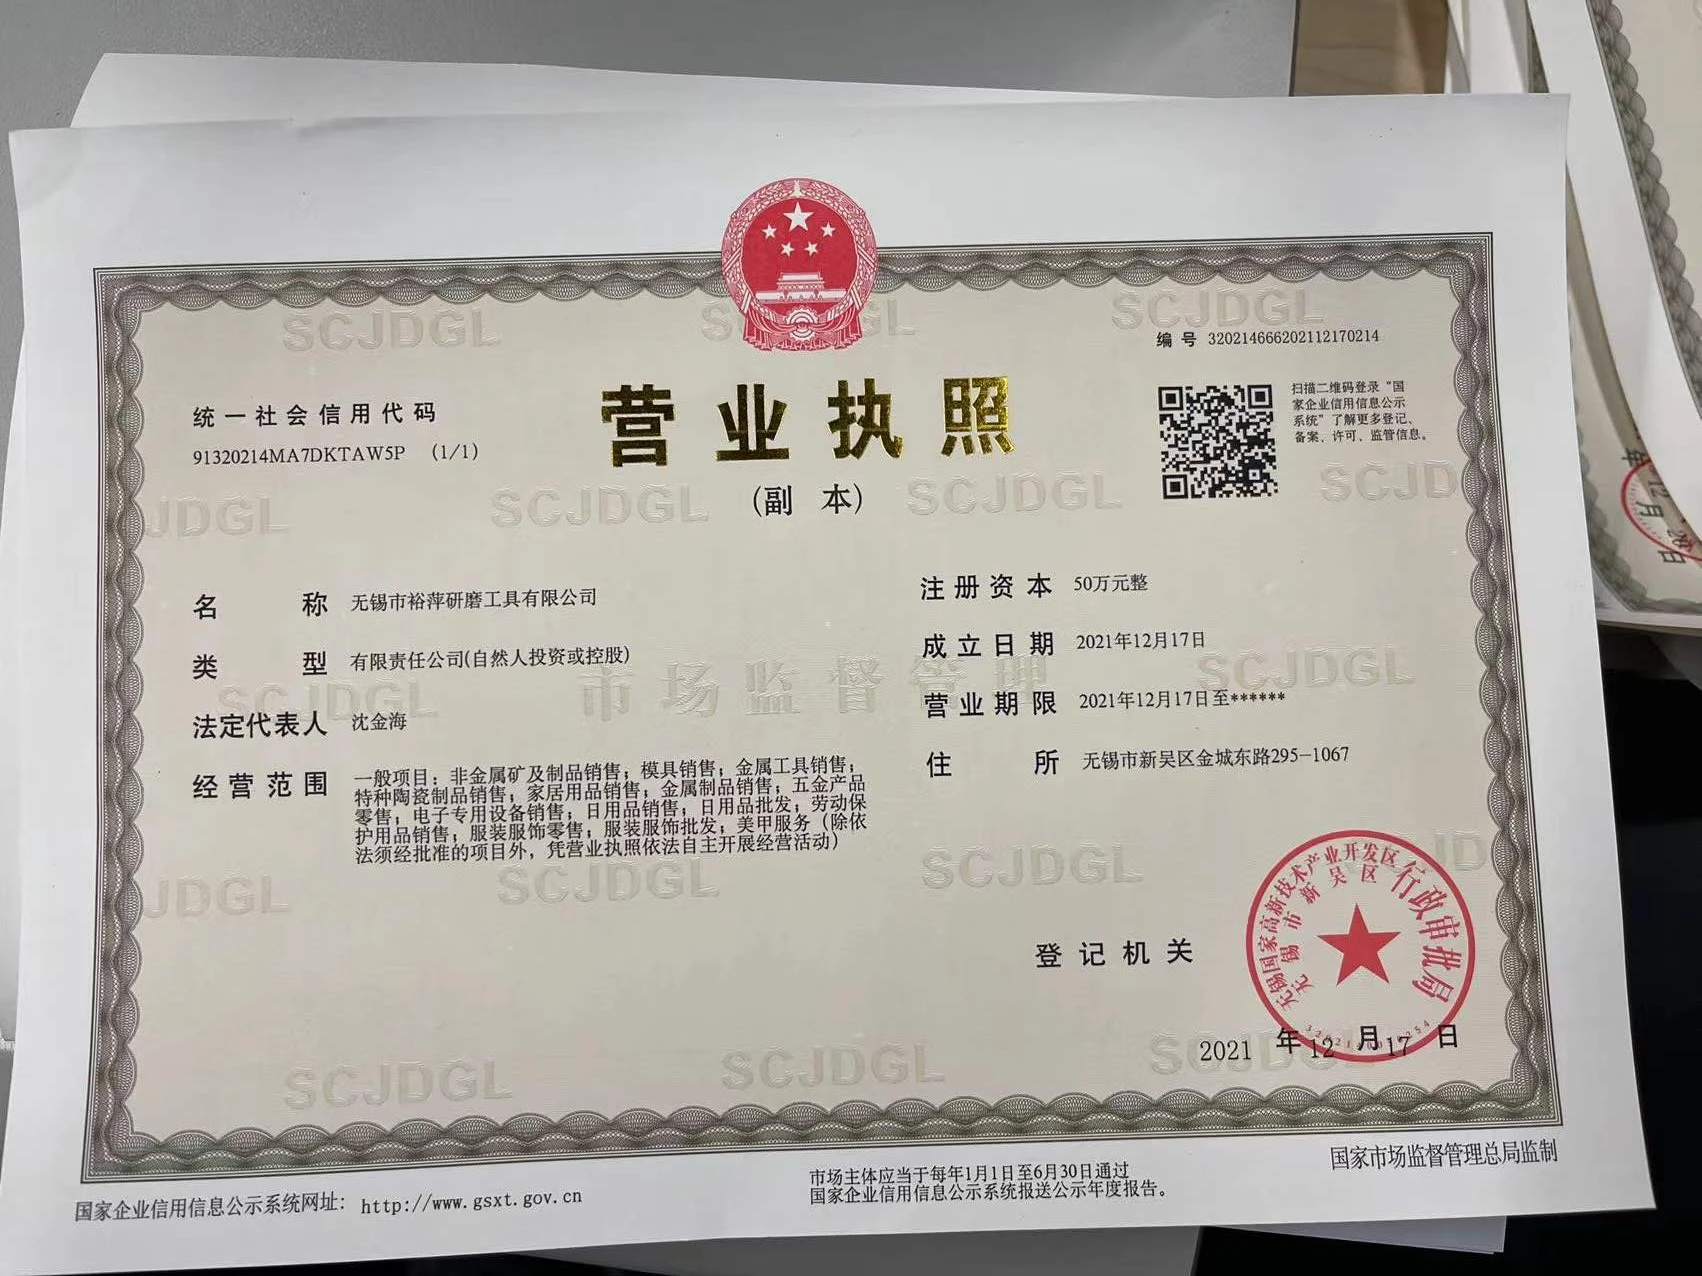 编 号 320214666202112170214
统一社会信用代码
91320214MA7DKTAW5P (1/1)
营业执照
(副 本)
扫描二维码登录“国
家企业信用信息公示
系统”了解更多登记、
备案、许可、监管信息。
名 称 无锡市裕萍研磨工具有限公司
类 型 有限责任公司(自然人投资或控股)
法定代表人 沈金海
经营范围 一般项目：非金属矿及制品销售；模具销售；金属工具销售；
特种陶瓷制品销售；家居用品销售；金属制品销售；五金产品
零售；电子专用设备销售；日用品销售；日用品批发；劳动保
护用品销售；服装服饰零售；服装服饰批发；美甲服务（除依
法须经批准的项目外，凭营业执照依法自主开展经营活动）
注册资本 50万元整
成立日期 2021年12月17日
营业期限 2021年12月17日至******
住 所 无锡市新吴区金城东路295-1067
登记机关
无锡国家高新技术产业开发区
无锡市新吴区
行政审批局
2021 年 12 月 17 日
SCJDGL
市场监督管理
国家企业信用信息公示系统网址：http://www.gsxt.gov.cn
市场主体应当于每年1月1日至6月30日通过
国家企业信用信息公示系统报送公示年度报告。
国家市场监督管理总局监制